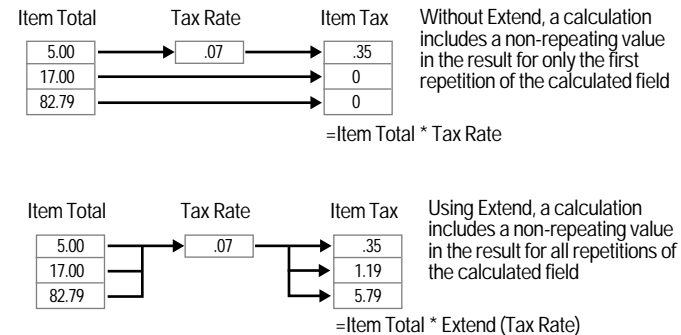 Item Total Tax Rate Item Tax
5.00 .07 .35
17.00 0
82.79 0
=Item Total * Tax Rate
Without Extend, a calculation
includes a non-repeating value
in the result for only the first
repetition of the calculated field
Item Total Tax Rate Item Tax
5.00 .07 .35
17.00 1.19
82.79 5.79
=Item Total * Extend (Tax Rate)
Using Extend, a calculation
includes a non-repeating value
in the result for all repetitions of
the calculated field